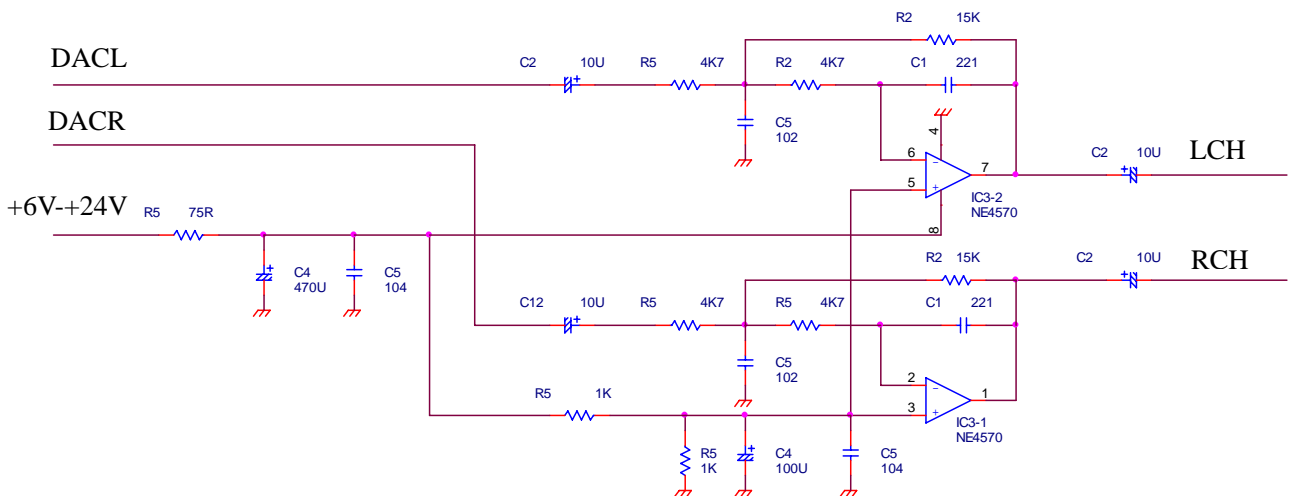 R2 15K
DACL
C2 10U R5 4K7 R2 4K7 C1 221
DACR
C5
102
4
6
5
7
IC3-2
NE4570
8
C2 10U LCH
+6V-+24V
R5 75R
C4
470U
C5
104
R2 15K
C2 10U RCH
C12 10U R5 4K7 R5 4K7 C1 221
C5
102
2
3
1
IC3-1
NE4570
R5 1K
R5
1K
C4
100U
C5
104